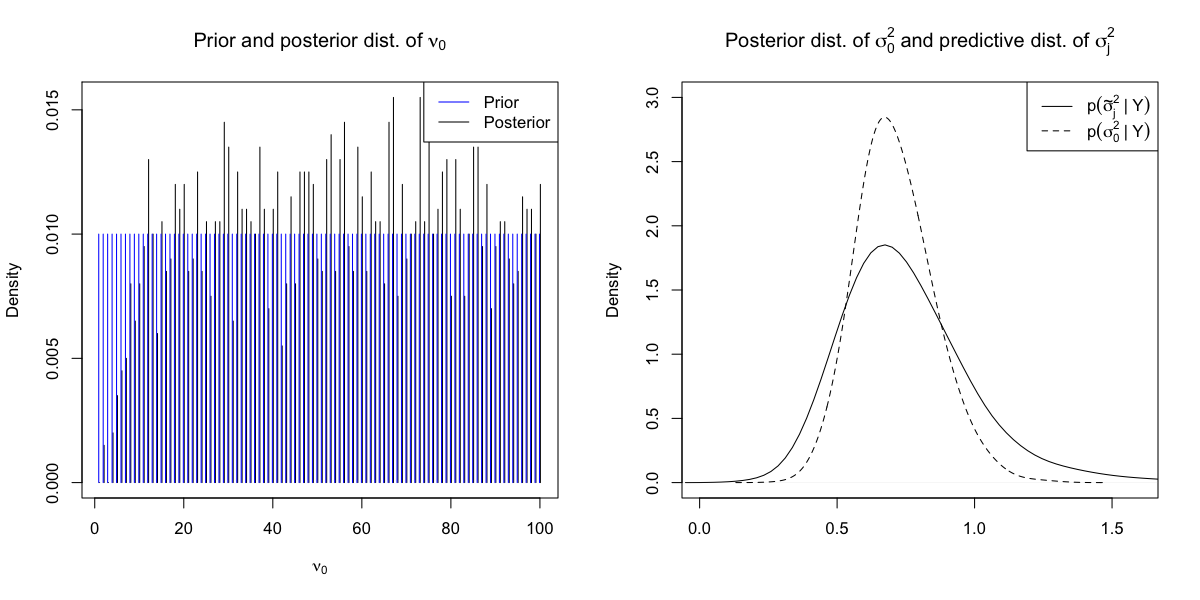 Prior and posterior dist. of ν₀
Density
0.000 0.005 0.010 0.015
Prior
Posterior
0 20 40 60 80 100
ν₀
Posterior dist. of σ₀² and predictive dist. of σⱼ²
Density
0.0 0.5 1.0 1.5 2.0 2.5 3.0
p(σ̃ⱼ² | Y)
p(σ₀² | Y)
0.0 0.5 1.0 1.5